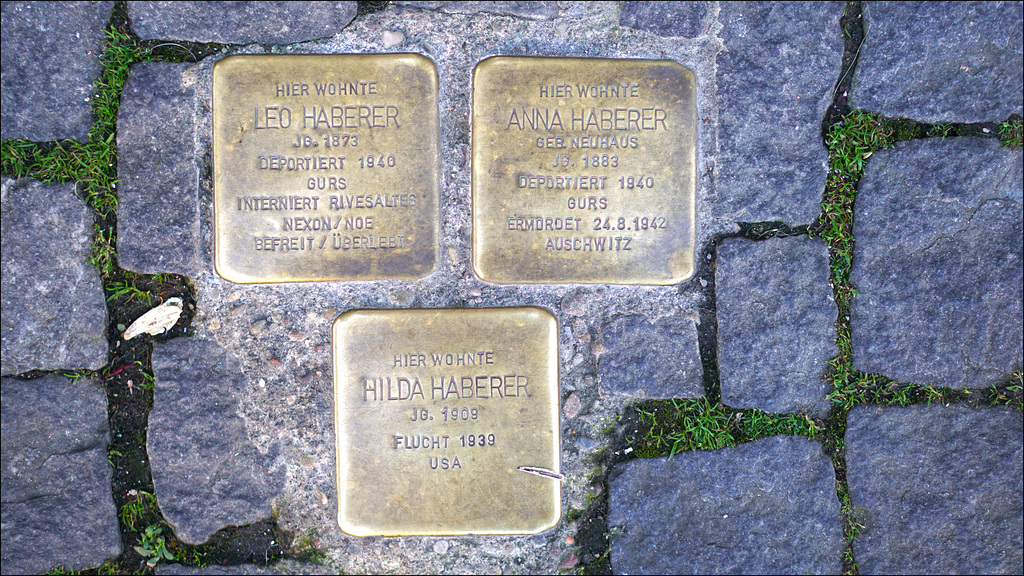 HIER WOHNTE
LEO HABERER
JG. 1873
DEPORTIERT 1940
GURS
INTERNIERT RIVESALTES
NEXON/NOE
BEFREIT/ÜBERLEBT
HIER WOHNTE
ANNA HABERER
GEB. NEUHAUS
JG. 1883
DEPORTIERT 1940
GURS
ERMORDET 24.8.1942
AUSCHWITZ
HIER WOHNTE
HILDA HABERER
JG. 1909
FLUCHT 1939
USA